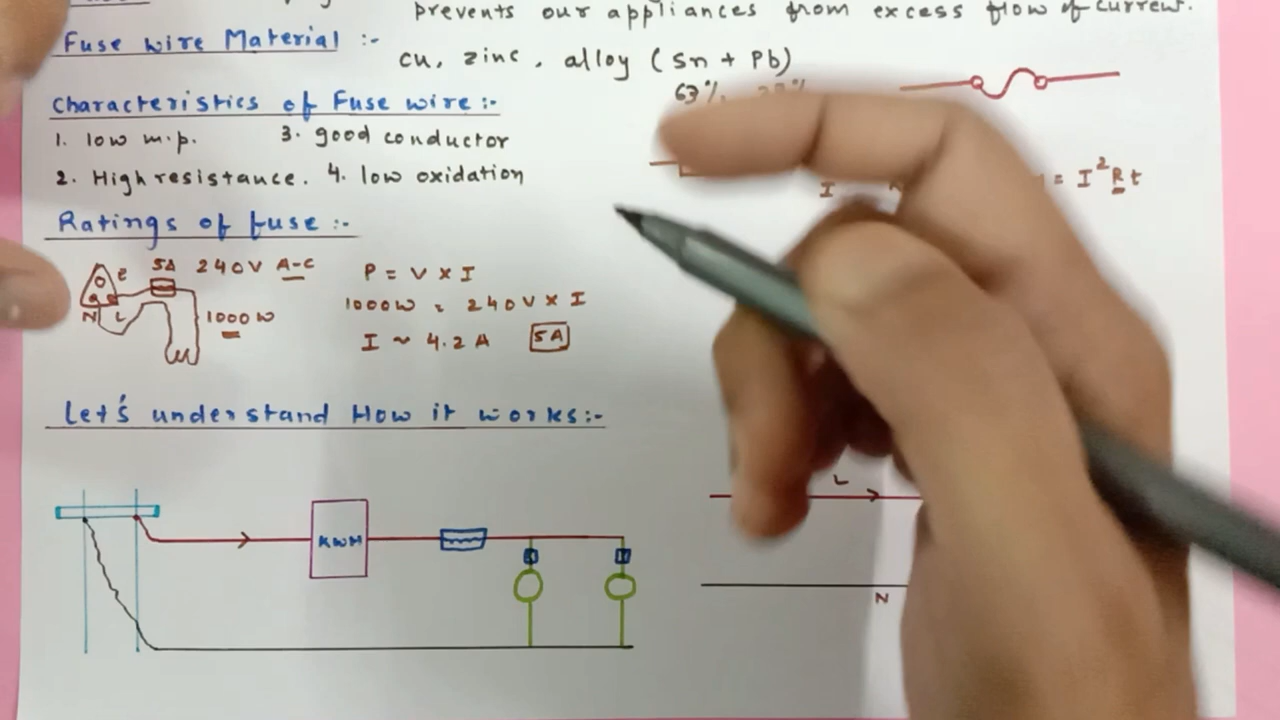 prevents our appliances from excess flow of current.
Fuse wire Material :-
cu, zinc, alloy (Sn + Pb)
63%
Characteristics of Fuse wire:-
1. low m.p. 3. good conductor
2. High resistance. 4. low oxidation
I = I²Rt
Ratings of fuse :-
E 5A 240V A-C
N L 1000W
P = V x I
1000W = 240V x I
I ~ 4.2 A 5A
Let's understand How it works:-
KWH
L
N